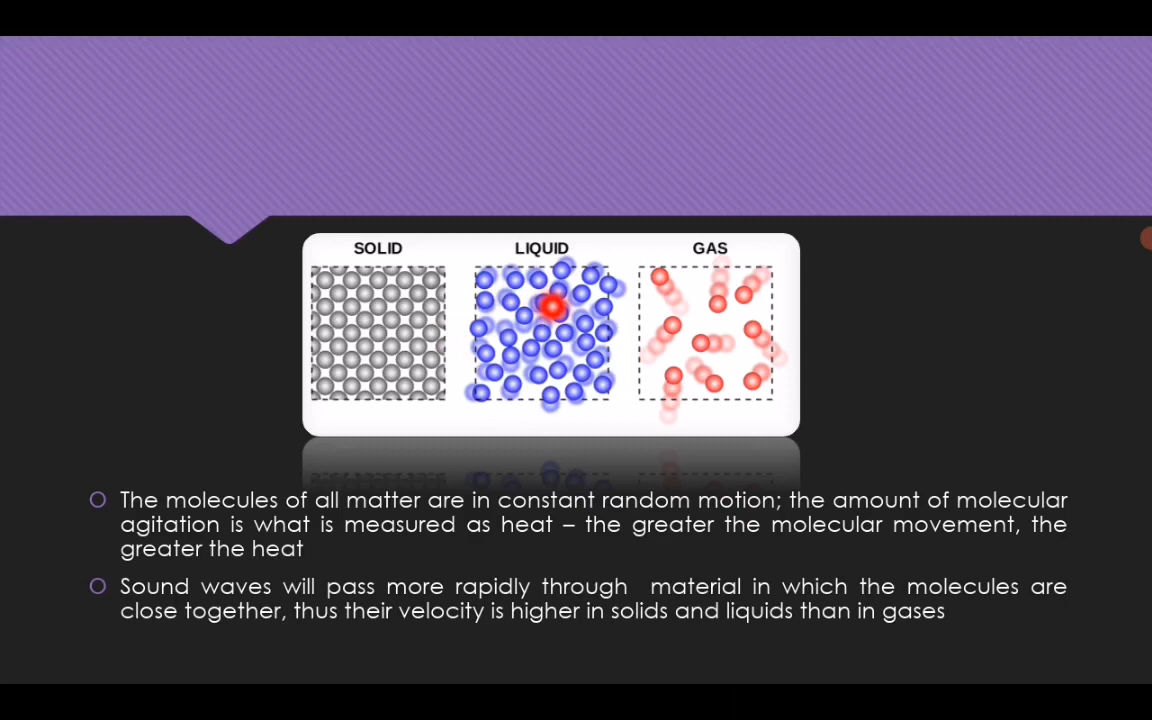 SOLID LIQUID GAS
The molecules of all matter are in constant random motion; the amount of molecular
agitation is what is measured as heat – the greater the molecular movement, the
greater the heat
Sound waves will pass more rapidly through material in which the molecules are
close together, thus their velocity is higher in solids and liquids than in gases